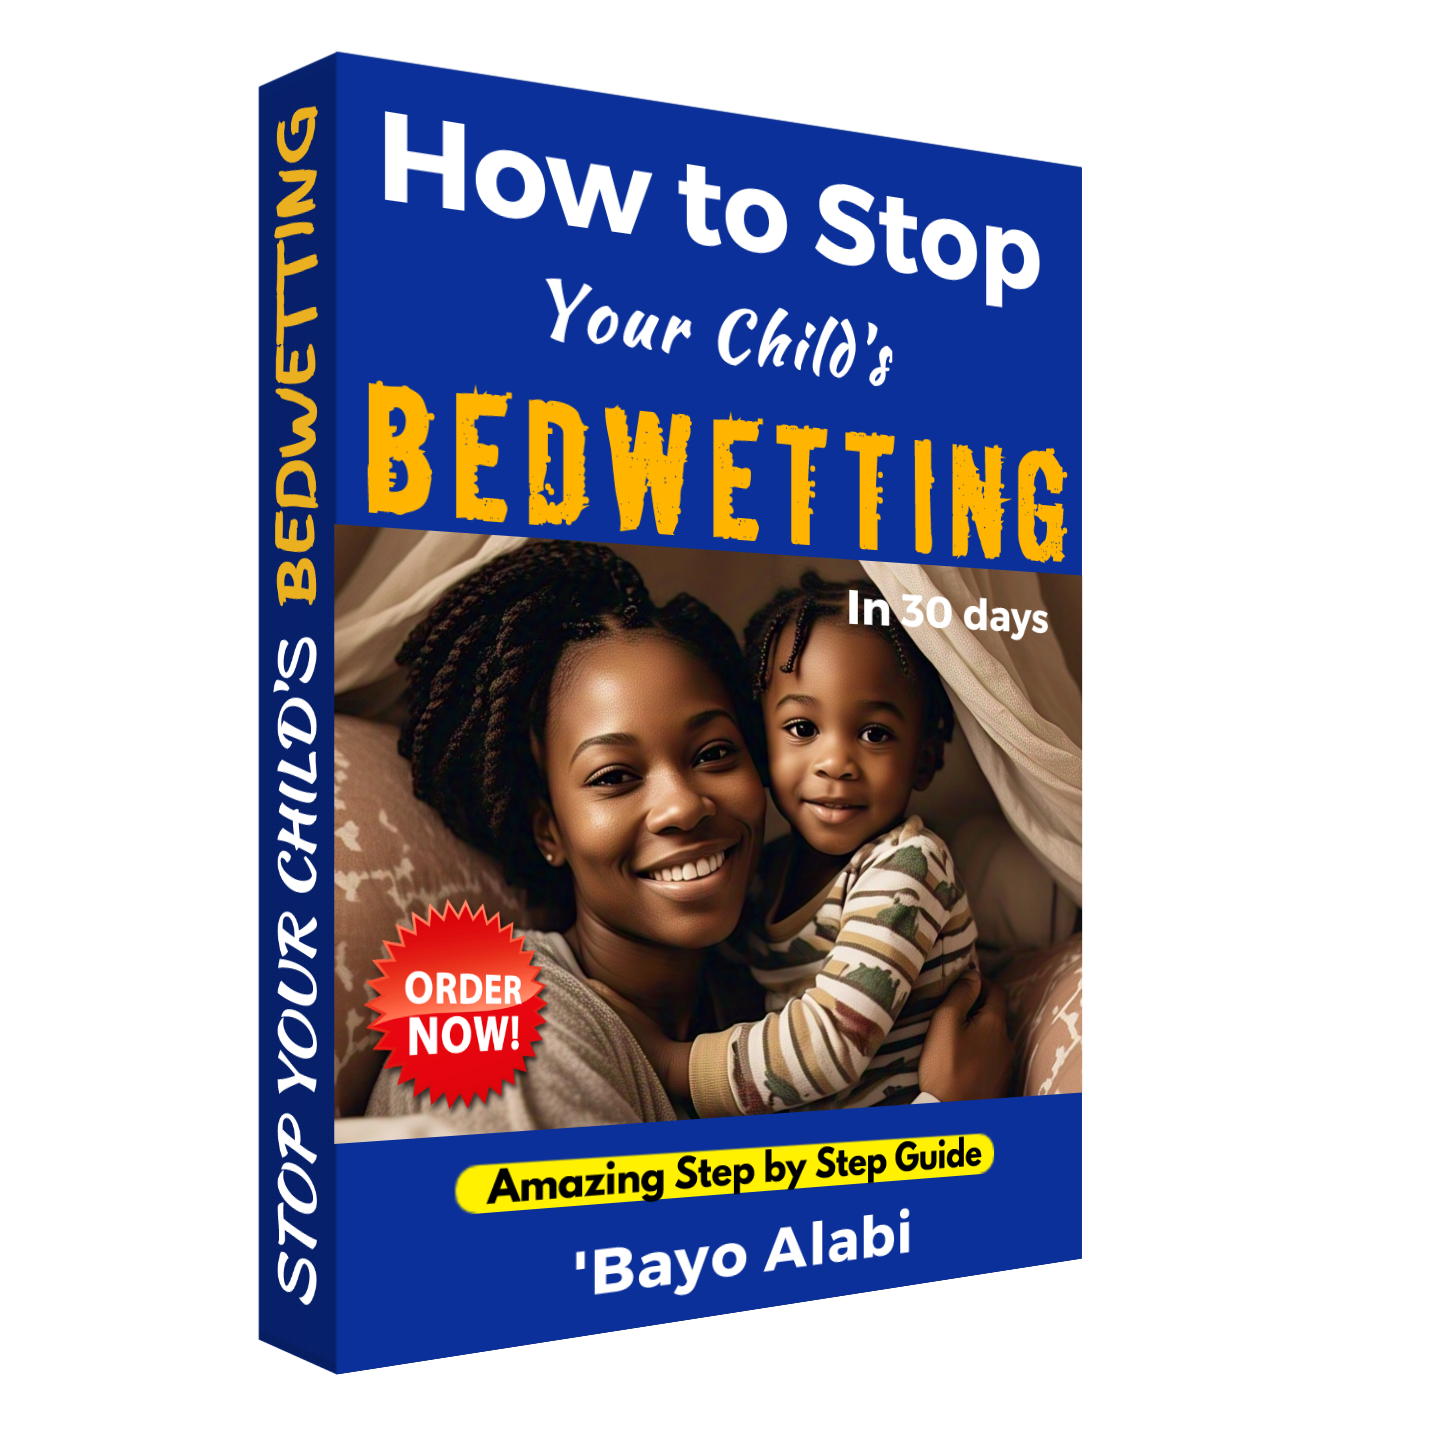 STOP YOUR CHILD'S BEDWETTING
How to Stop
Your Child's
BEDWETTING
In 30 days
ORDER
NOW!
Amazing Step by Step Guide
'Bayo Alabi